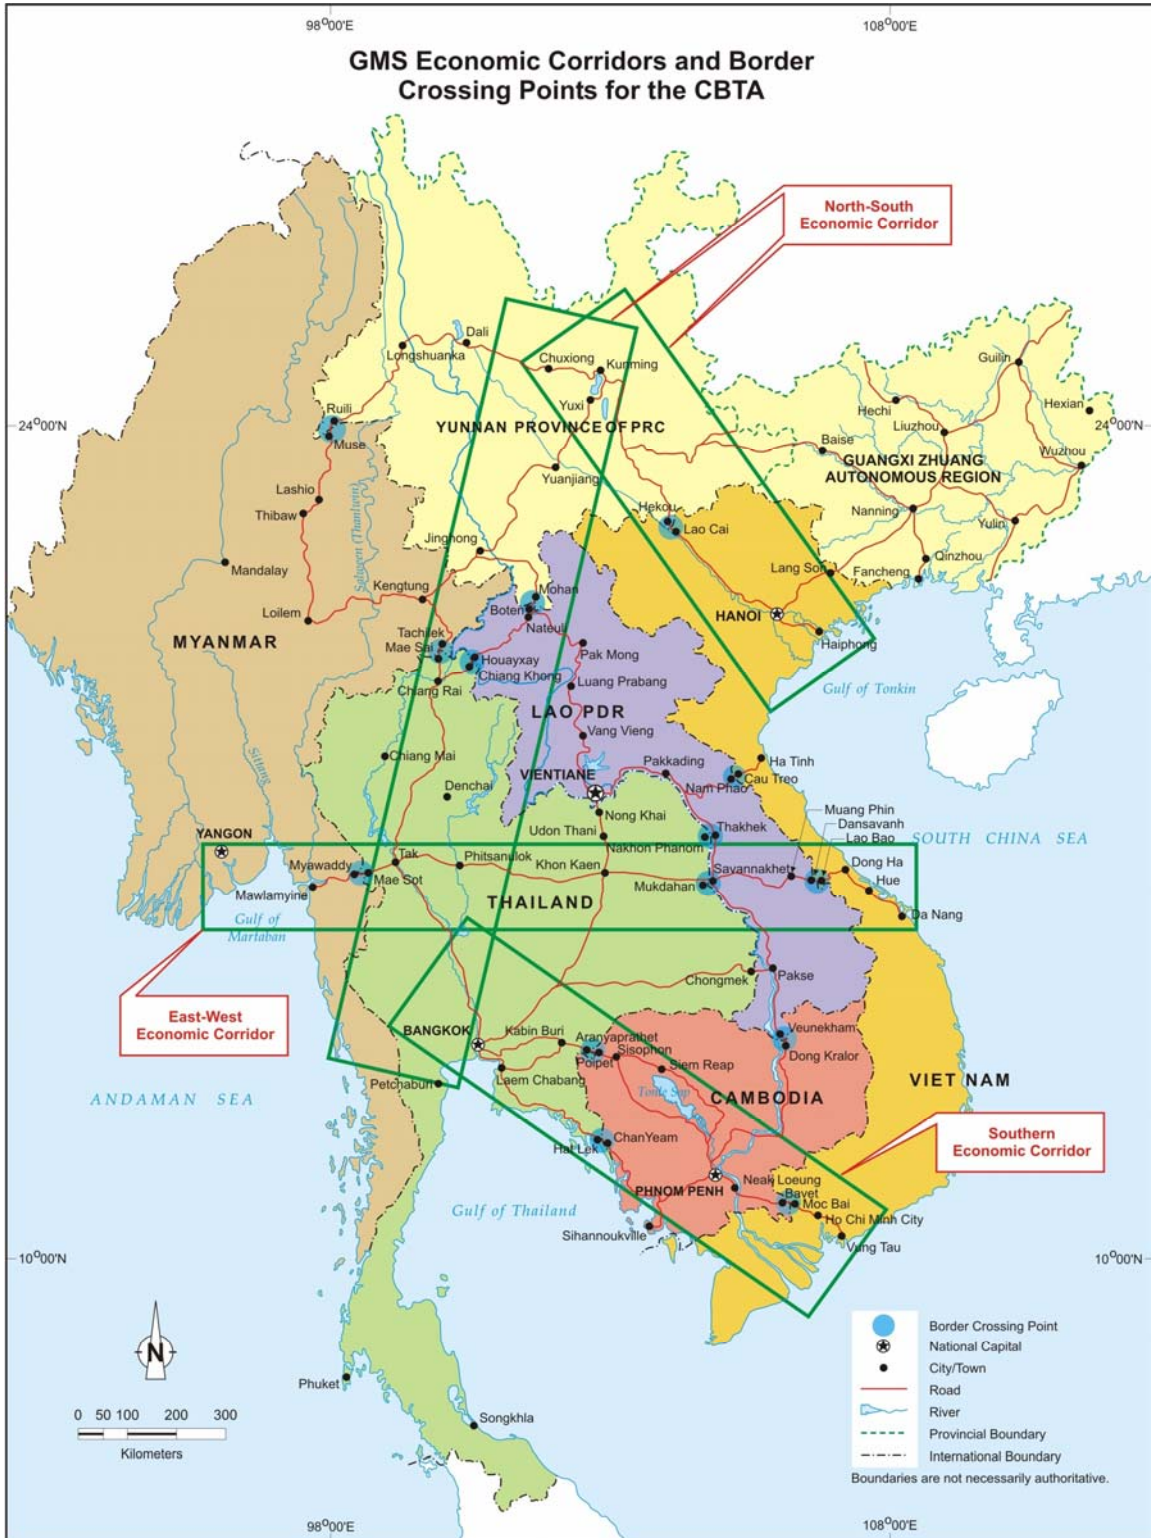 98°00'E
108°00'E
GMS Economic Corridors and Border
Crossing Points for the CBTA
North-South
Economic Corridor
Dali
Longshuanka
Chuxiong
Kunming
Guilin
Yuxi
Hechi
Hexian
Ruili
24°00'N
YUNNAN PROVINCE OF PRC
Liuzhou
24°00'N
Muse
Baise
Wuzhou
GUANGXI ZHUANG
AUTONOMOUS REGION
Yuanjiang
Lashio
Thibaw
Hekou
Nanning
Lao Cai
Yulin
Salween (Thanlwin)
Jinghong
Qinzhou
Mandalay
Lang Son
Fancheng
Kengtung
Mohan
Boten
Loilem
HANOI
Nateuil
Tachilek
MYANMAR
Mae Sai
Pak Mong
Haiphong
Houayxay
Chiang Khong
Chiang Rai
Luang Prabang
Gulf of Tonkin
LAO PDR
Vang Vieng
Sittang
Chiang Mai
Pakkading
Ha Tinh
VIENTIANE
Cau Treo
Nam Phao
Denchai
Muang Phin
Nong Khai
Dansavanh
YANGON
Udon Thani
Thakhek
Lao Bao
SOUTH CHINA SEA
Nakhon Phanom
Tak
Phitsanulok
Khon Kaen
Savannakhet
Dong Ha
Myawaddy
Mae Sot
Mukdahan
Hue
Mawlamyine
THAILAND
Da Nang
Gulf of
Martaban
Chongmek
Pakse
East-West
Economic Corridor
BANGKOK
Kabin Buri
Aranyaprathet
Veunekham
Poipet
Sisophon
Dong Kralor
Siem Reap
Laem Chabang
VIET NAM
Petchaburi
Tonle Sap
CAMBODIA
ANDAMAN SEA
Southern
Economic Corridor
ChanYeam
Hat Lek
Neak Loeung
PHNOM PENH
Bavet
Moc Bai
Gulf of Thailand
Ho Chi Minh City
Sihannoukville
Vung Tau
10°00'N
10°00'N
N
Border Crossing Point
National Capital
City/Town
Road
River
Provincial Boundary
International Boundary
Boundaries are not necessarily authoritative.
Phuket
Songkhla
0 50 100 200 300
Kilometers
98°00'E
108°00'E